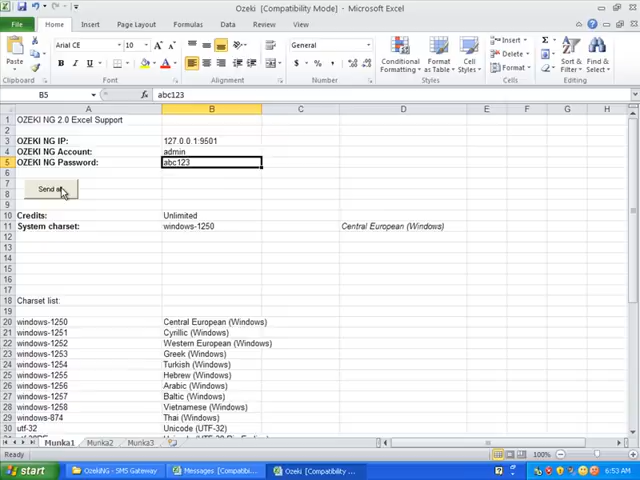 Ozeki [Compatibility Mode] - Microsoft Excel
File Home Insert Page Layout Formulas Data Review View
Paste Arial CE 10 General Conditional Formatting Format as Table Cell Styles Insert Delete Format Sort & Filter Find & Select
Clipboard Font Alignment Number Styles Cells Editing
B5 fx abc123
A B C D E F G H
1 OZEKI NG 2.0 Excel Support
2
3 OZEKI NG IP: 127.0.0.1:9501
4 OZEKI NG Account: admin
5 OZEKI NG Password: abc123
6
7 Send
8
9
10 Credits: Unlimited
11 System charset: windows-1250 Central European (Windows)
12
13
14
15
16
17
18 Charset list:
19
20 windows-1250 Central European (Windows)
21 windows-1251 Cyrillic (Windows)
22 windows-1252 Western European (Windows)
23 windows-1253 Greek (Windows)
24 windows-1254 Turkish (Windows)
25 windows-1255 Hebrew (Windows)
26 windows-1256 Arabic (Windows)
27 windows-1257 Baltic (Windows)
28 windows-1258 Vietnamese (Windows)
29 windows-874 Thai (Windows)
30 utf-32 Unicode (UTF-32)
Munka1 Munka2 Munka3
Ready 100%
start OzekiNG - SMS Gateway Messages [Compatibi... Ozeki [Compatibility ... 6:53 AM